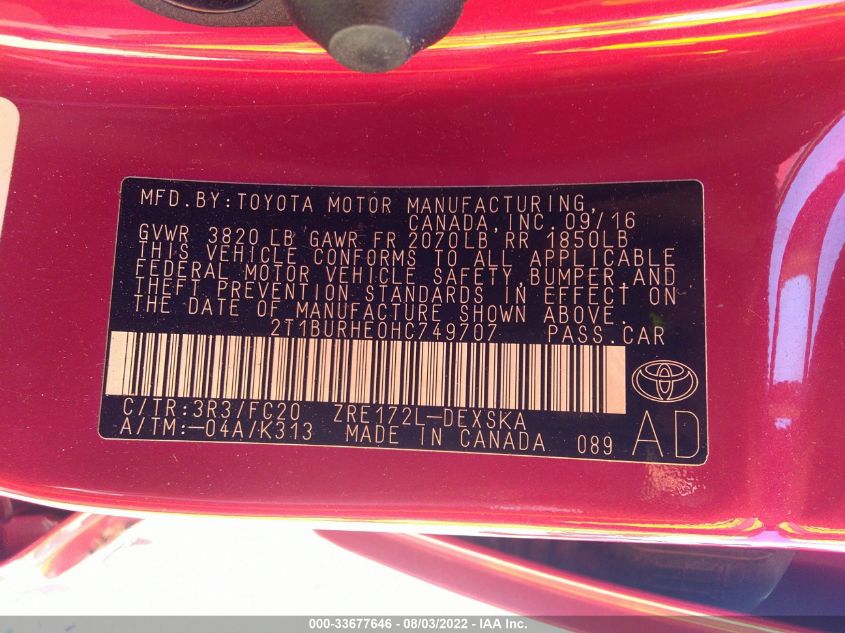 MFD.BY:TOYOTA MOTOR MANUFACTURING,
CANADA,INC. 09/16
GVWR 3820 LB GAWR FR 2070LB RR 1850LB
THIS VEHICLE CONFORMS TO ALL APPLICABLE
FEDERAL MOTOR VEHICLE SAFETY,BUMPER,AND
THEFT PREVENTION STANDARDS IN EFFECT ON
THE DATE OF MANUFACTURE SHOWN ABOVE.
2T1BURHE0HC749707 PASS.CAR
C/TR:3R3/FC20 ZRE172L-DEXSKA
A/TM:-04A/K313 MADE IN CANADA 089 AD
000-33677646 - 08/03/2022 - IAA Inc.